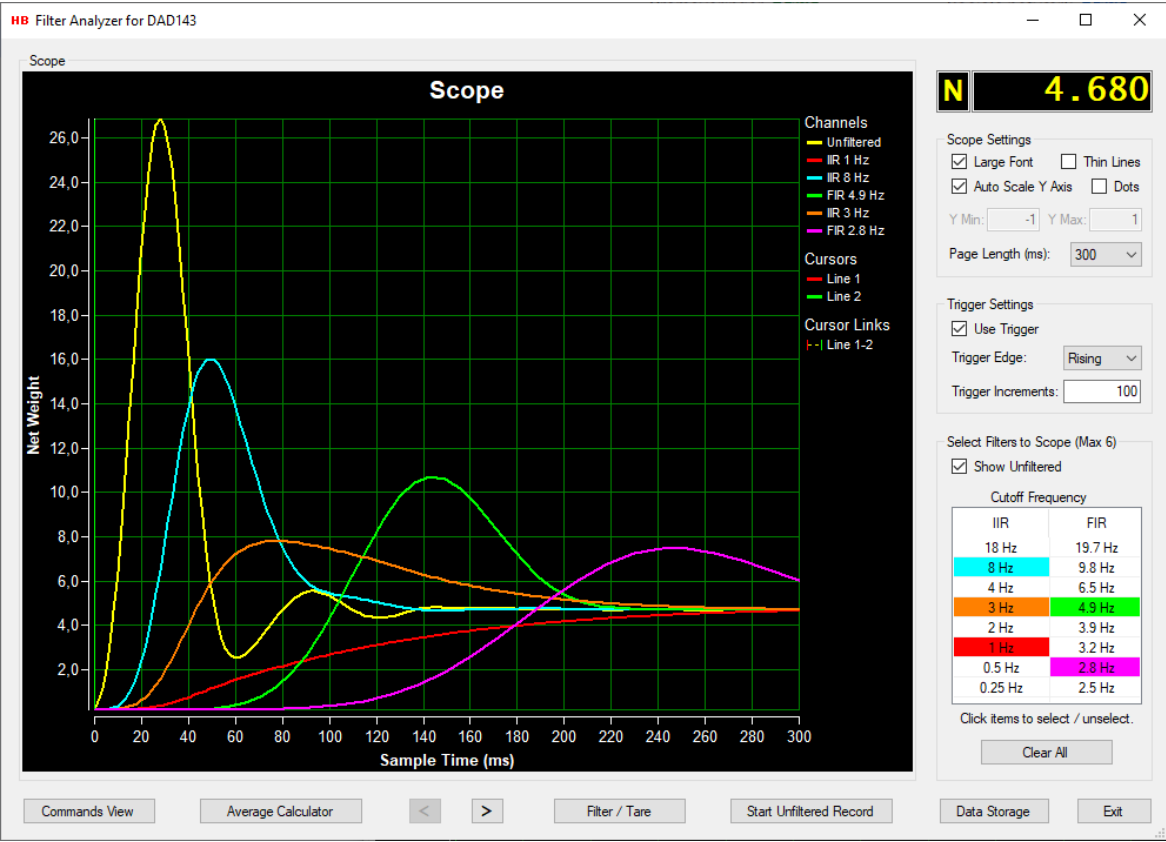 HB Filter Analyzer for DAD143
Scope
Scope
N 4.680
Net Weight
26,0
24,0
22,0
20,0
18,0
16,0
14,0
12,0
10,0
8,0
6,0
4,0
2,0
0 20 40 60 80 100 120 140 160 180 200 220 240 260 280 300
Sample Time (ms)
Channels
Unfiltered
IIR 1 Hz
IIR 8 Hz
FIR 4.9 Hz
IIR 3 Hz
FIR 2.8 Hz
Cursors
Line 1
Line 2
Cursor Links
Line 1-2
Scope Settings
Large Font Thin Lines
Auto Scale Y Axis Dots
Y Min: -1 Y Max: 1
Page Length (ms): 300
Trigger Settings
Use Trigger
Trigger Edge: Rising
Trigger Increments: 100
Select Filters to Scope (Max 6)
Show Unfiltered
Cutoff Frequency
IIR FIR
18 Hz 19.7 Hz
8 Hz 9.8 Hz
4 Hz 6.5 Hz
3 Hz 4.9 Hz
2 Hz 3.9 Hz
1 Hz 3.2 Hz
0.5 Hz 2.8 Hz
0.25 Hz 2.5 Hz
Click items to select / unselect.
Clear All
Commands View Average Calculator < > Filter / Tare Start Unfiltered Record Data Storage Exit